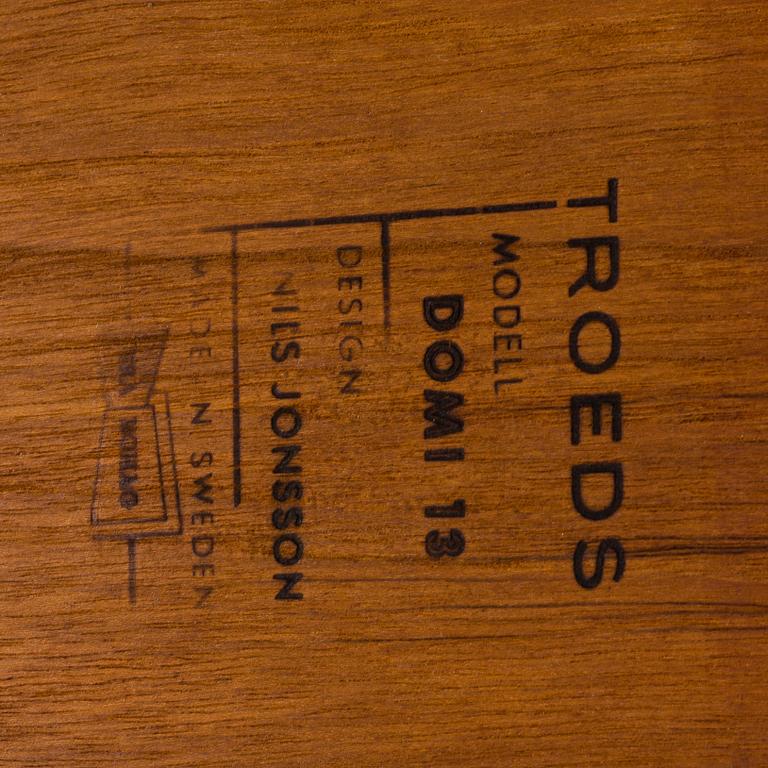 TROEDS
MODELL
DOMI 13
DESIGN
NILS JONSSON
MADE IN SWEDEN